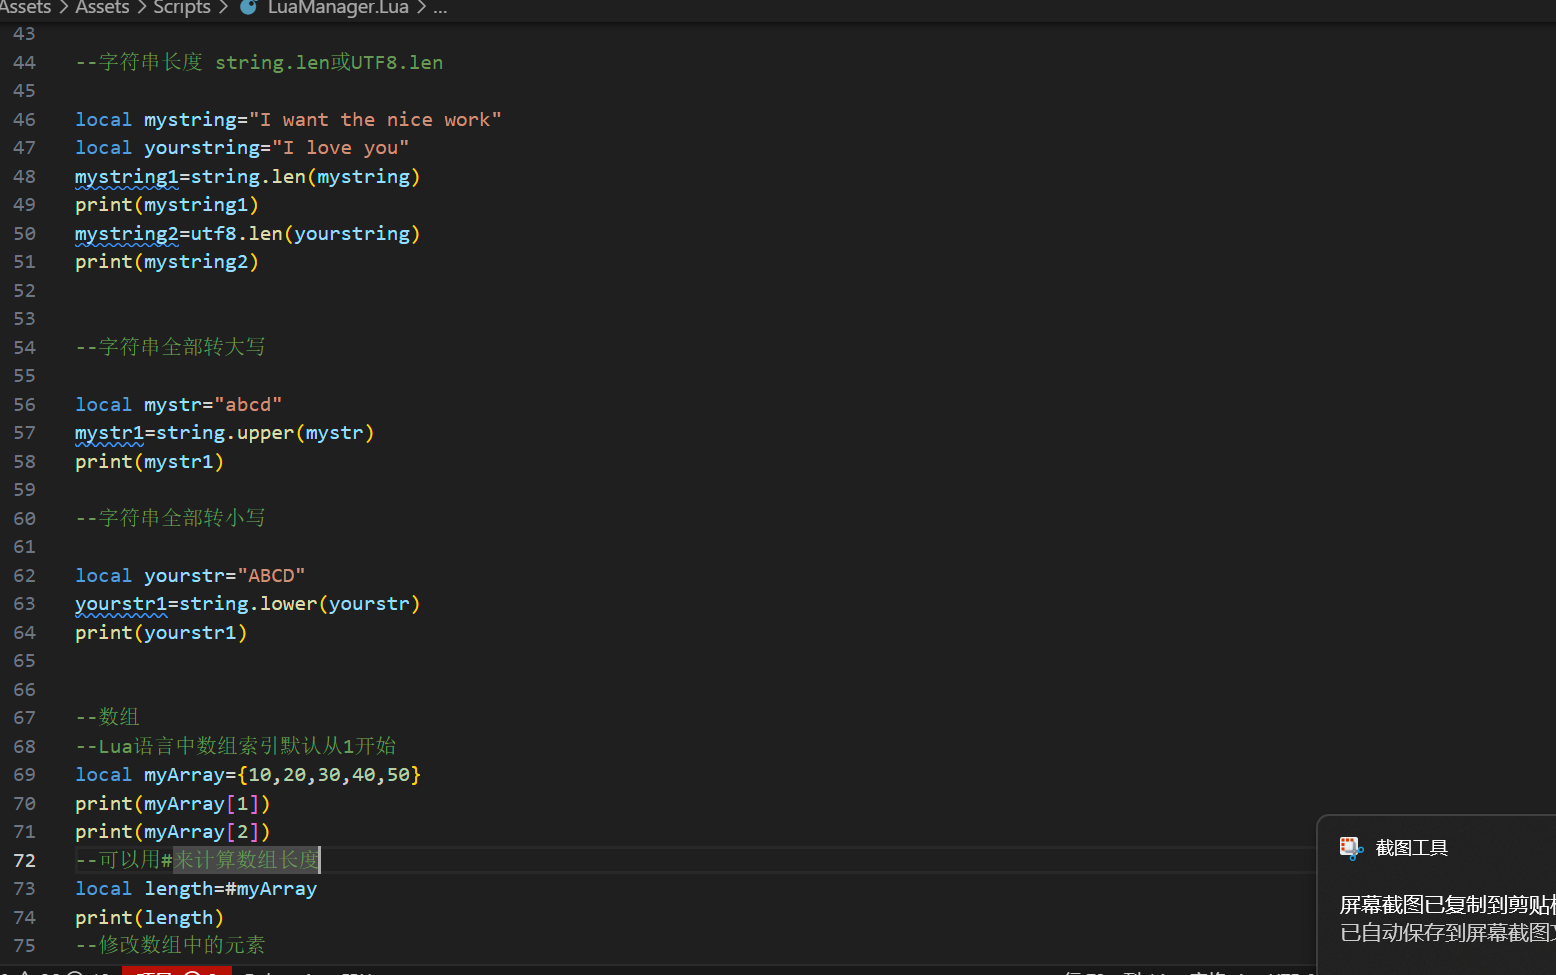 Assets > Assets > Scripts > LuaManager.Lua > ...
43
44 --字符串长度 string.len或UTF8.len
45
46 local mystring="I want the nice work"
47 local yourstring="I love you"
48 mystring1=string.len(mystring)
49 print(mystring1)
50 mystring2=utf8.len(yourstring)
51 print(mystring2)
52
53
54 --字符串全部转大写
55
56 local mystr="abcd"
57 mystr1=string.upper(mystr)
58 print(mystr1)
59
60 --字符串全部转小写
61
62 local yourstr="ABCD"
63 yourstr1=string.lower(yourstr)
64 print(yourstr1)
65
66
67 --数组
68 --Lua语言中数组索引默认从1开始
69 local myArray={10,20,30,40,50}
70 print(myArray[1])
71 print(myArray[2])
72 --可以用#来计算数组长度
73 local length=#myArray
74 print(length)
75 --修改数组中的元素
截图工具
屏幕截图已复制到剪贴
已自动保存到屏幕截图